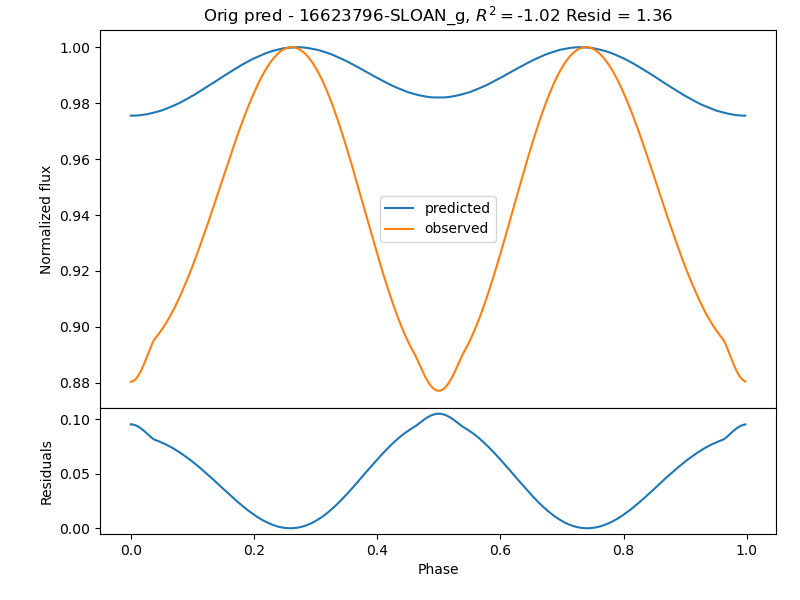 Orig pred - 16623796-SLOAN_g, R² = -1.02 Resid = 1.36
1.00
0.98
0.96
0.94
0.92
0.90
0.88
Normalized flux
predicted
observed
0.10
0.05
0.00
Residuals
0.0 0.2 0.4 0.6 0.8 1.0
Phase